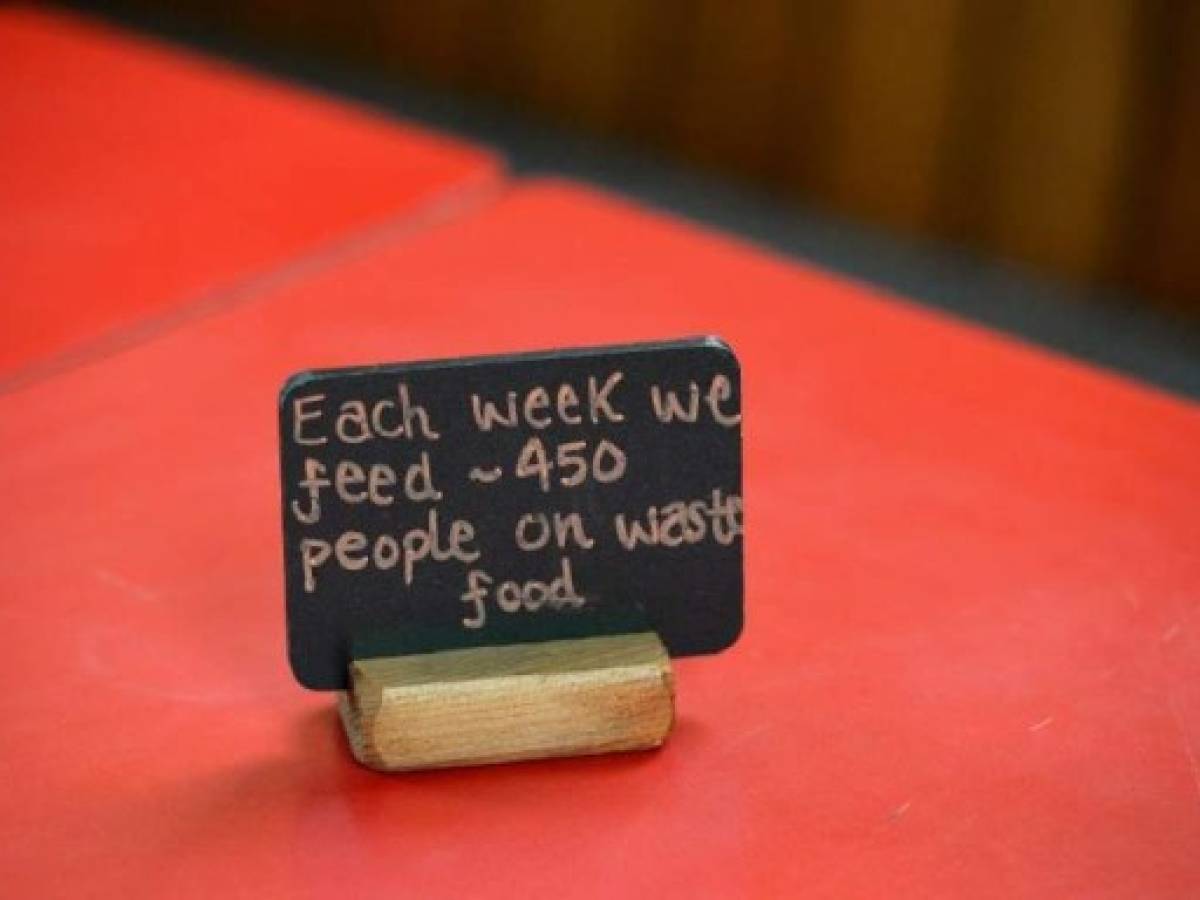 Each week we
feed ~450
people on waste
food